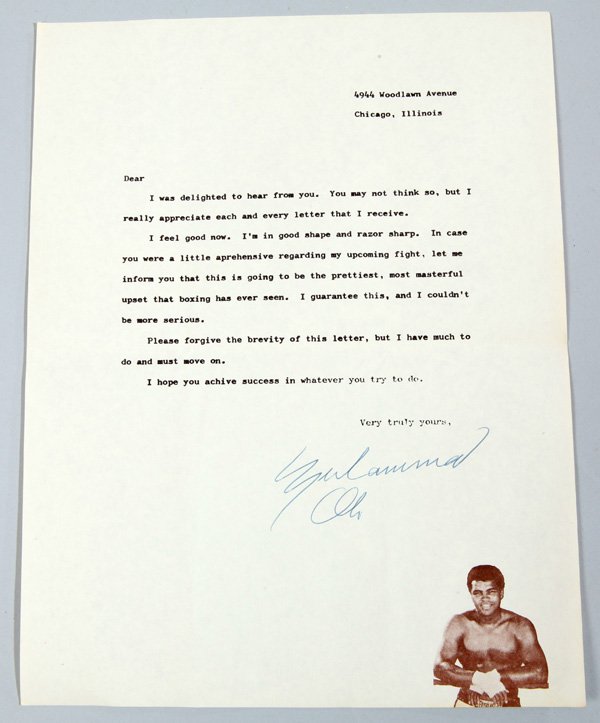 4944 Woodlawn Avenue
Chicago, Illinois
Dear
I was delighted to hear from you. You may not think so, but I
really appreciate each and every letter that I receive.
I feel good now. I'm in good shape and razor sharp. In case
you were a little aprehensive regarding my upcoming fight, let me
inform you that this is going to be the prettiest, most masterful
upset that boxing has ever seen. I guarantee this, and I couldn't
be more serious.
Please forgive the brevity of this letter, but I have much to
do and must move on.
I hope you achive success in whatever you try to do.
Very truly yours,
Muhammad
Ali